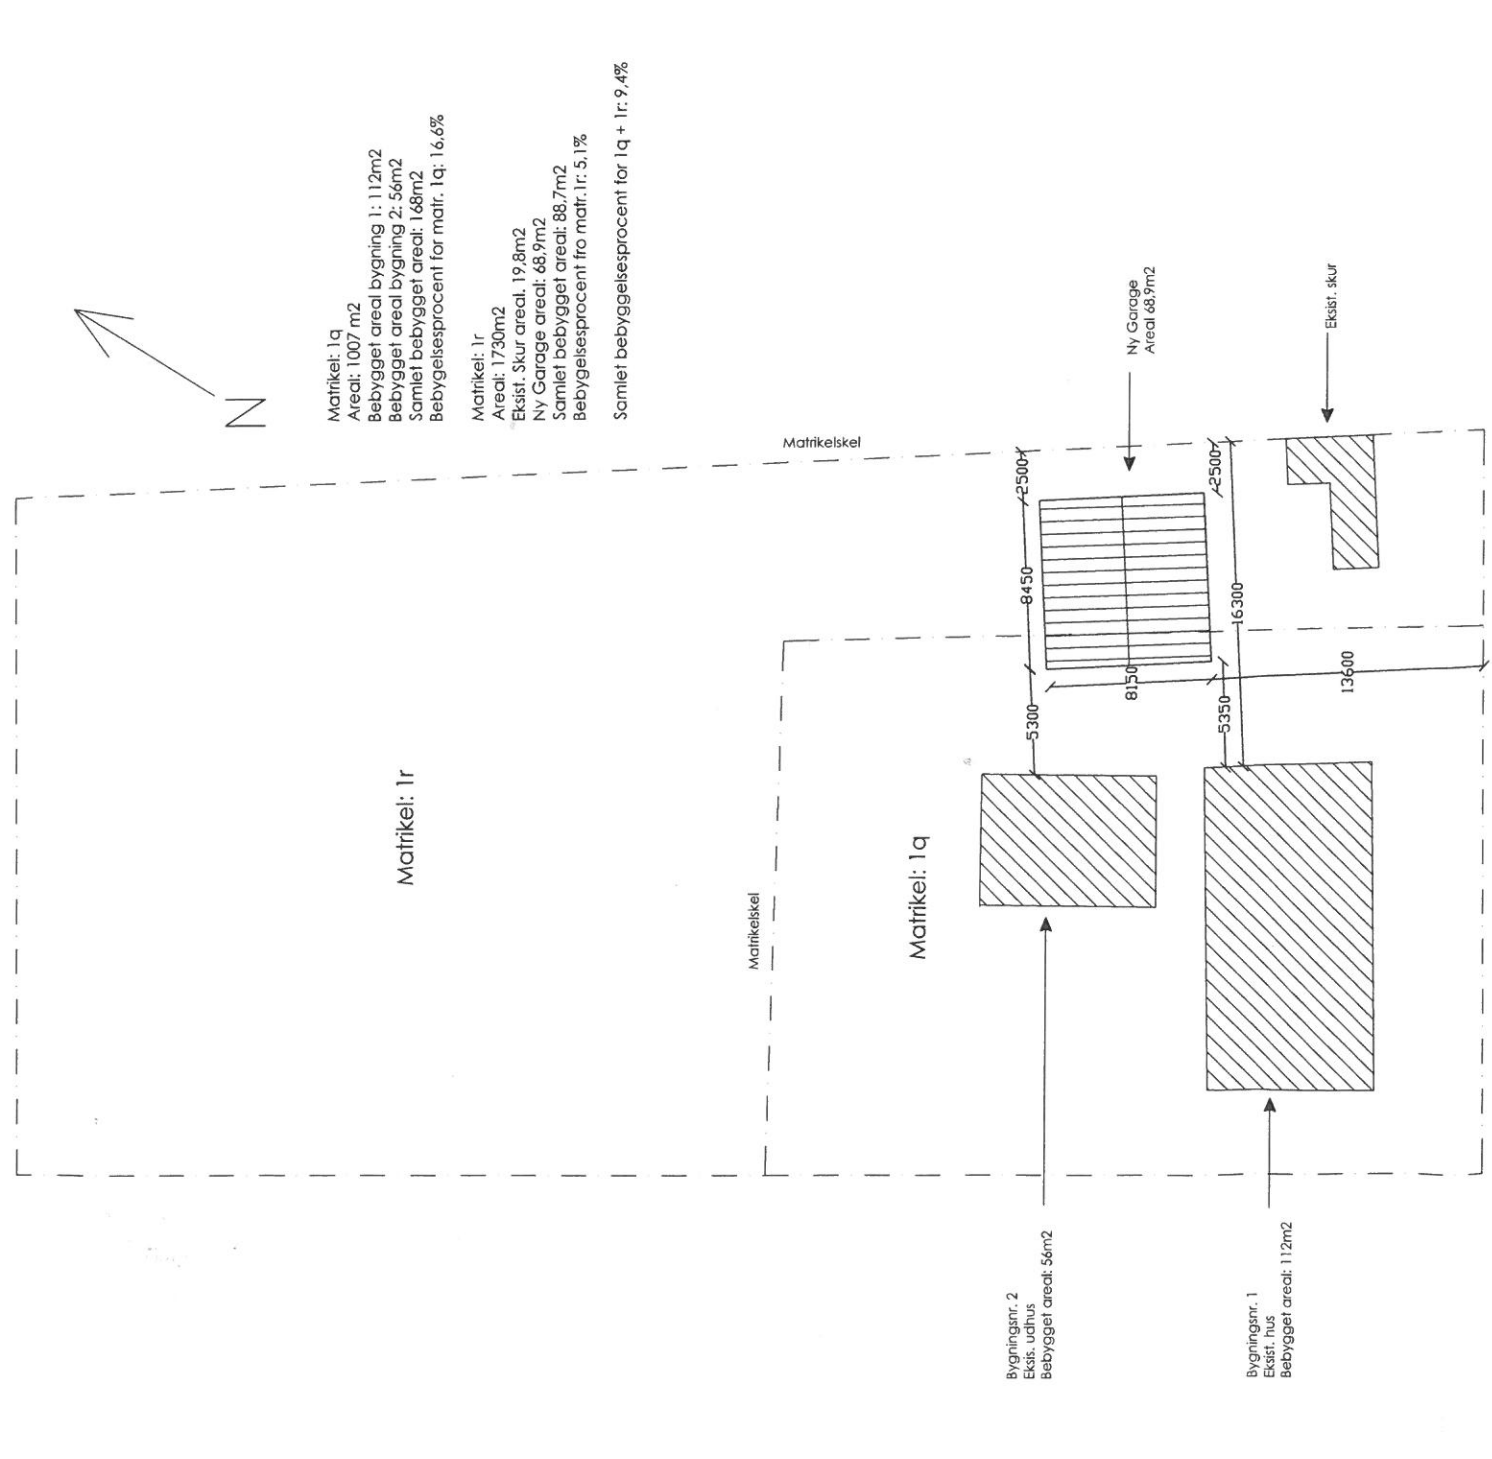 N
Matrikel: 1q
Areal: 1007 m2
Bebygget areal bygning 1: 112m2
Bebygget areal bygning 2: 56m2
Samlet bebygget areal: 168m2
Bebygelsesprocent for matr. 1q: 16,6%
Matrikel: 1r
Areal: 1730m2
Eksist. Skur areal. 19,8m2
Ny Garage areal: 68,9m2
Samlet bebygget areal: 88,7m2
Bebygelsesprocent fro matr.1r: 5,1%
Samlet bebyggelsesprocent for 1q + 1r: 9,4%
Matrikelskel
Ny Garage
Areal 68,9m2
Eksist. skur
2500
2500
8450
16300
5300
8150
5350
13600
Matrikel: 1r
Matrikelskel
Matrikel: 1q
Bygningsnr. 2
Eksis. udhus
Bebygget areal: 56m2
Bygningsnr. 1
Eksist. hus
Bebygget areal: 112m2